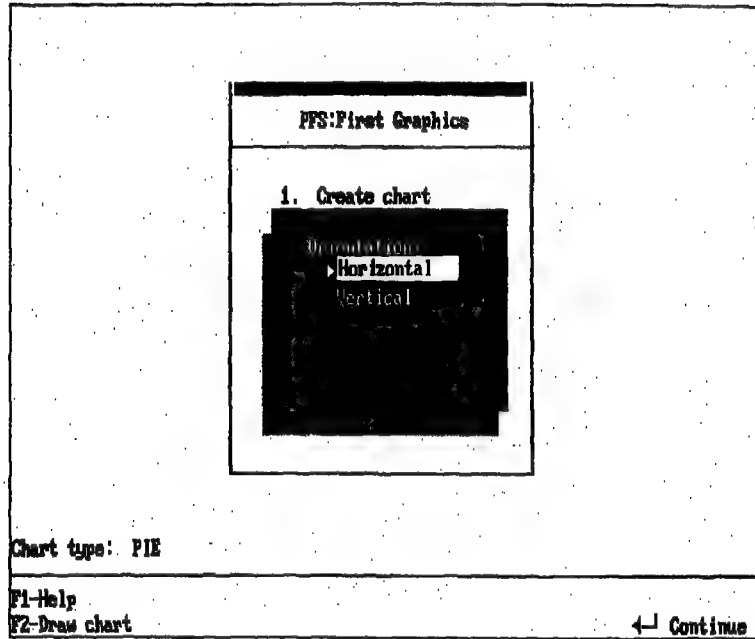 PFS:First Graphics
1. Create chart
Orientation:
Horizontal
Vertical
Chart type: PIE
F1-Help
F2-Draw chart
Continue